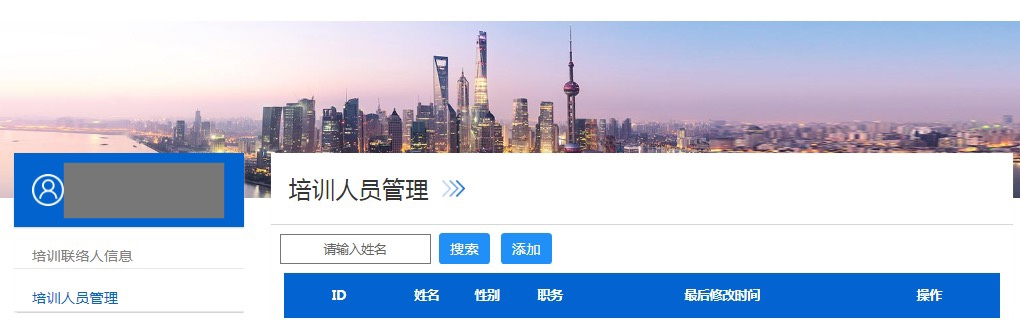 培训人员管理
培训联络人信息
培训人员管理
请输入姓名 搜索 添加
ID 姓名 性别 职务 最后修改时间 操作